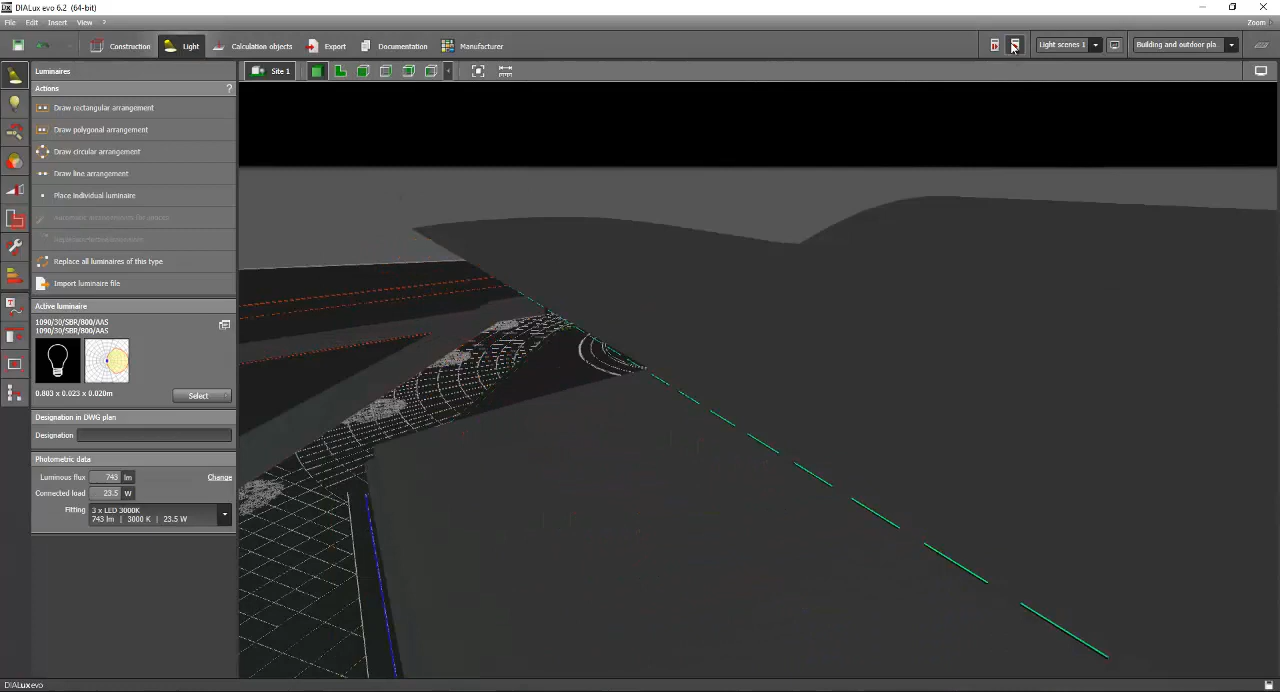 DIALux evo 6.2 (64-bit)
File Edit Insert View
Zoom
Construction Light Calculation objects Export Documentation Manufacturer
Light scenes 1 Building and outdoor pla
Luminaires
Site 1
Actions ?
Draw rectangular arrangement
Draw polygonal arrangement
Draw circular arrangement
Draw line arrangement
Place individual luminaire
Automatic arrangement for spaces
Replace all luminaires of this type
Import luminaire file
Active luminaire
1090/30/SBR/800/AAS
1090/30/SBR/800/AAS
0.803 x 0.023 x 0.020m
Select
Designation in DWG plan
Designation
Photometric data
Luminous flux 743 lm Change
Connected load 23.5 W
Fitting 3 x LED 3000K
743 lm | 3000 K | 23.5 W
DIALux evo